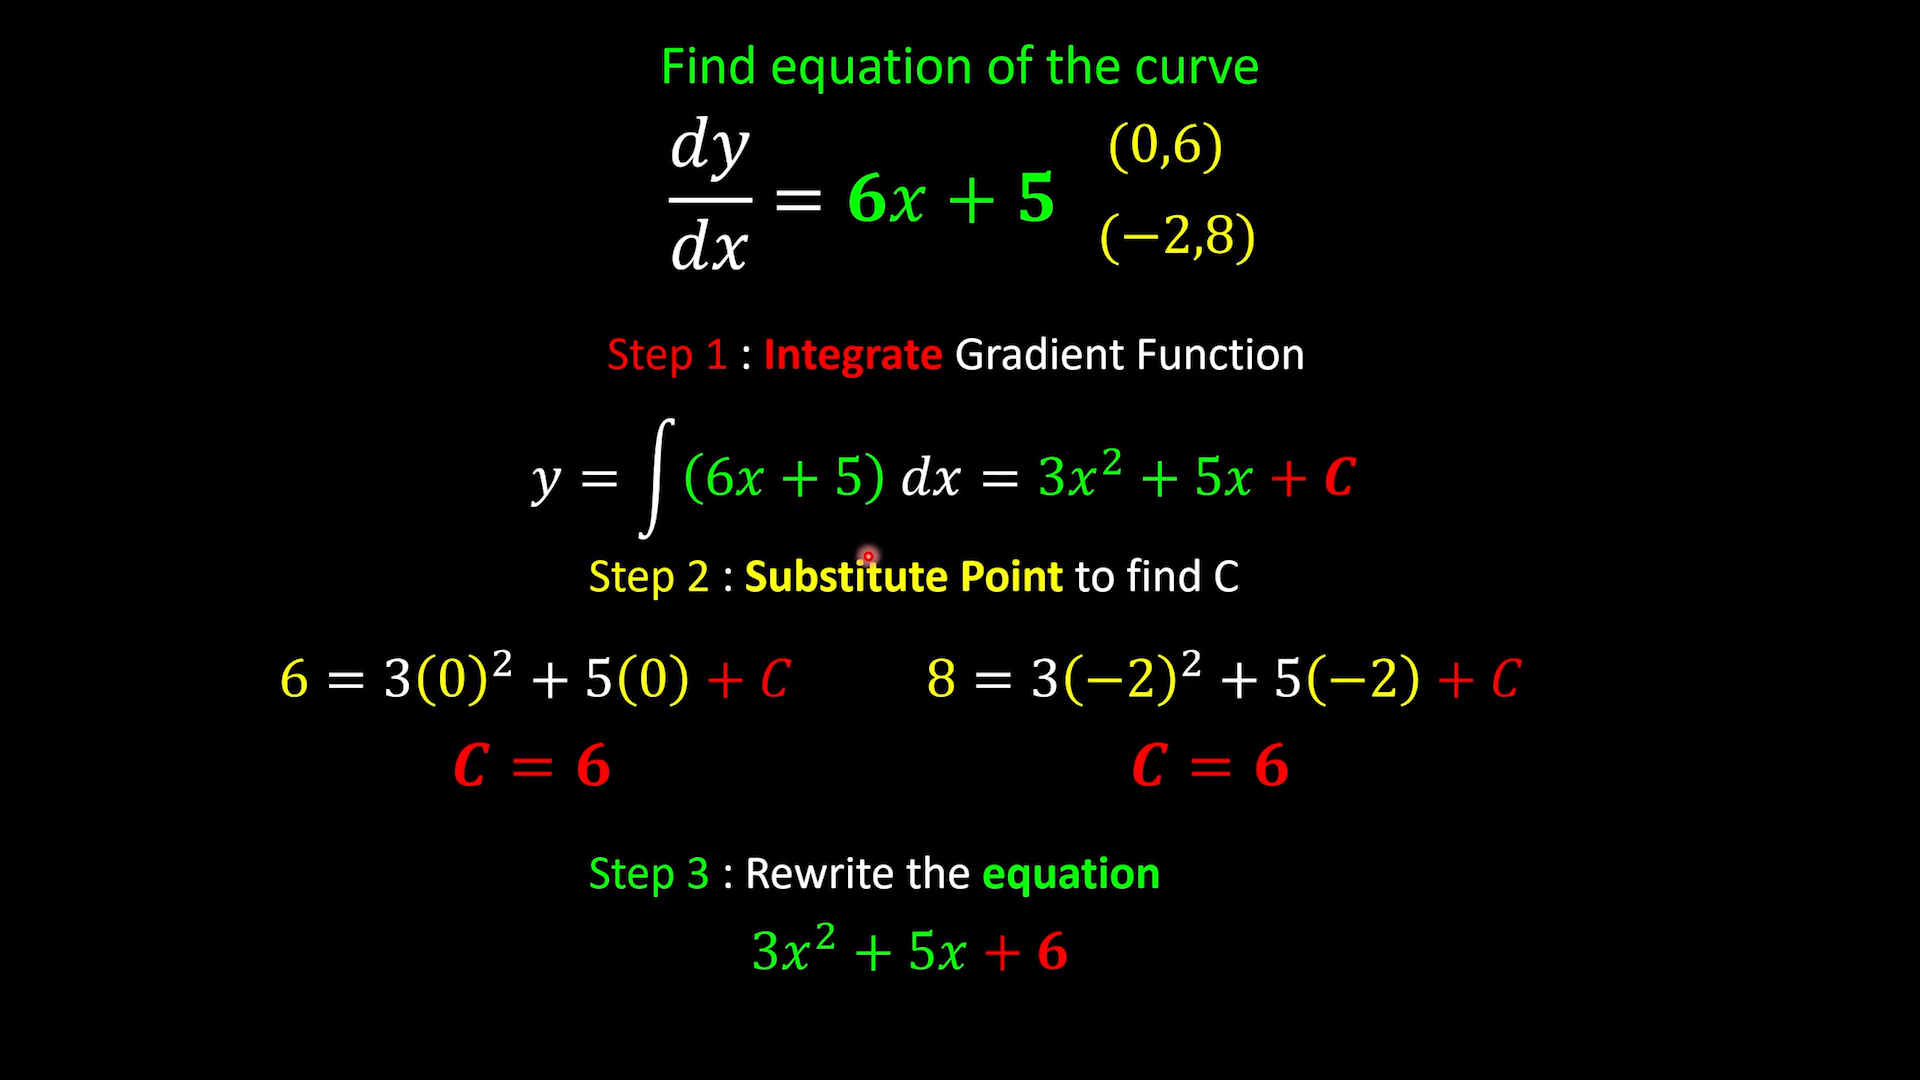 Find equation of the curve
dy/dx = 6x + 5 (0,6)
(−2,8)
Step 1 : Integrate Gradient Function
y = ∫(6x + 5) dx = 3x² + 5x + C
Step 2 : Substitute Point to find C
6 = 3(0)² + 5(0) + C 8 = 3(−2)² + 5(−2) + C
C = 6 C = 6
Step 3 : Rewrite the equation
3x² + 5x + 6